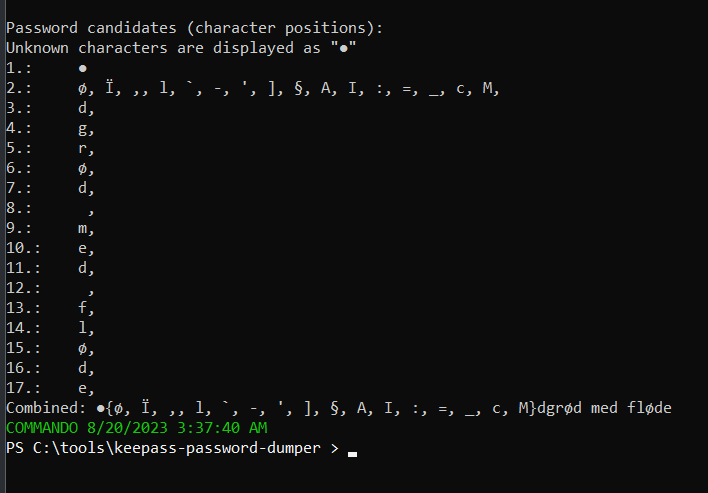 Password candidates (character positions):
Unknown characters are displayed as "●"
1.: ●
2.: ø, Ï, ,, l, `, -, ', ], §, A, I, :, =, _, c, M,
3.: d,
4.: g,
5.: r,
6.: ø,
7.: d,
8.:  ,
9.: m,
10.: e,
11.: d,
12.:  ,
13.: f,
14.: l,
15.: ø,
16.: d,
17.: e,
Combined: ●{ø, Ï, ,, l, `, -, ', ], §, A, I, :, =, _, c, M}dgrød med fløde
COMMANDO 8/20/2023 3:37:40 AM
PS C:\tools\keepass-password-dumper >